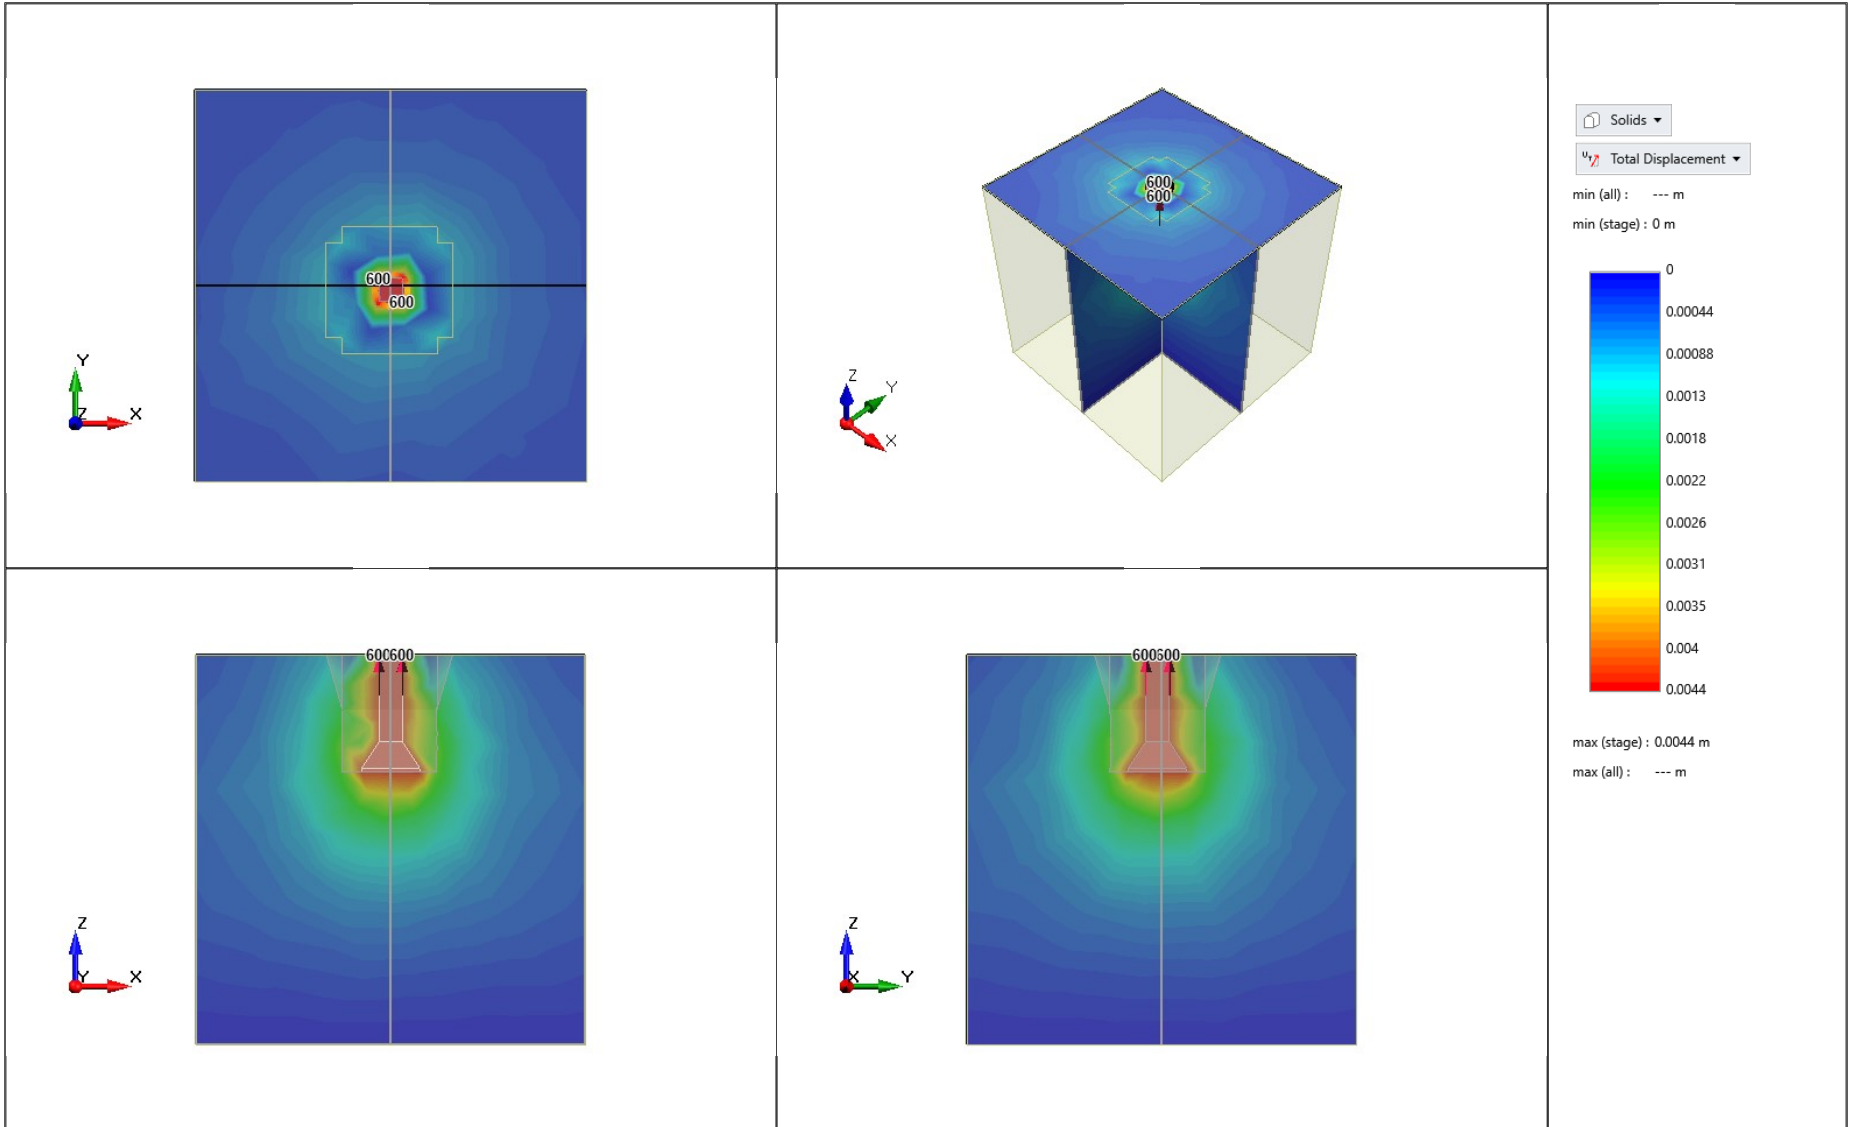 600
600
Y
Z
X
600
600
Z
Y
X
Solids
Total Displacement
min (all) : --- m
min (stage) : 0 m
0
0.00044
0.00088
0.0013
0.0018
0.0022
0.0026
0.0031
0.0035
0.004
0.0044
max (stage) : 0.0044 m
max (all) : --- m
600600
Z
Y
X
600600
Z
X
Y